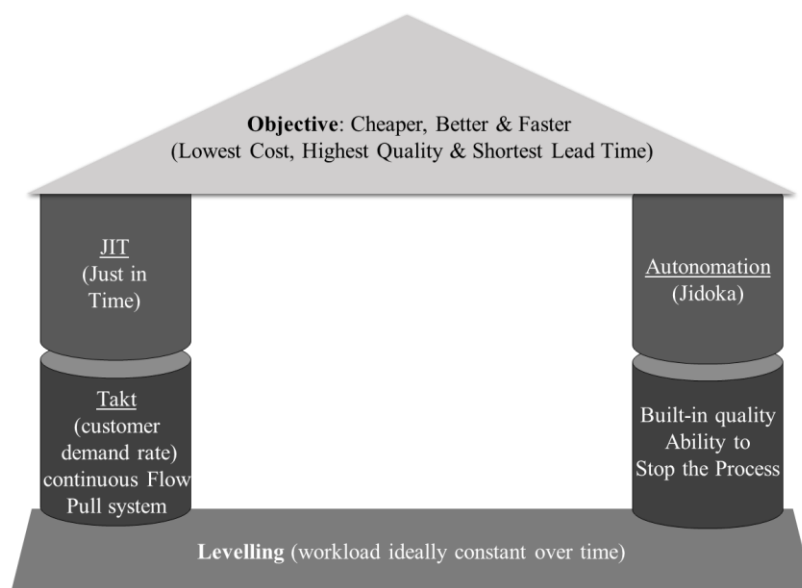 Objective: Cheaper, Better & Faster
(Lowest Cost, Highest Quality & Shortest Lead Time)
JIT
(Just in
Time)
Takt
(customer
demand rate)
continuous Flow
Pull system
Autonomation
(Jidoka)
Built-in quality
Ability to
Stop the Process
Levelling (workload ideally constant over time)